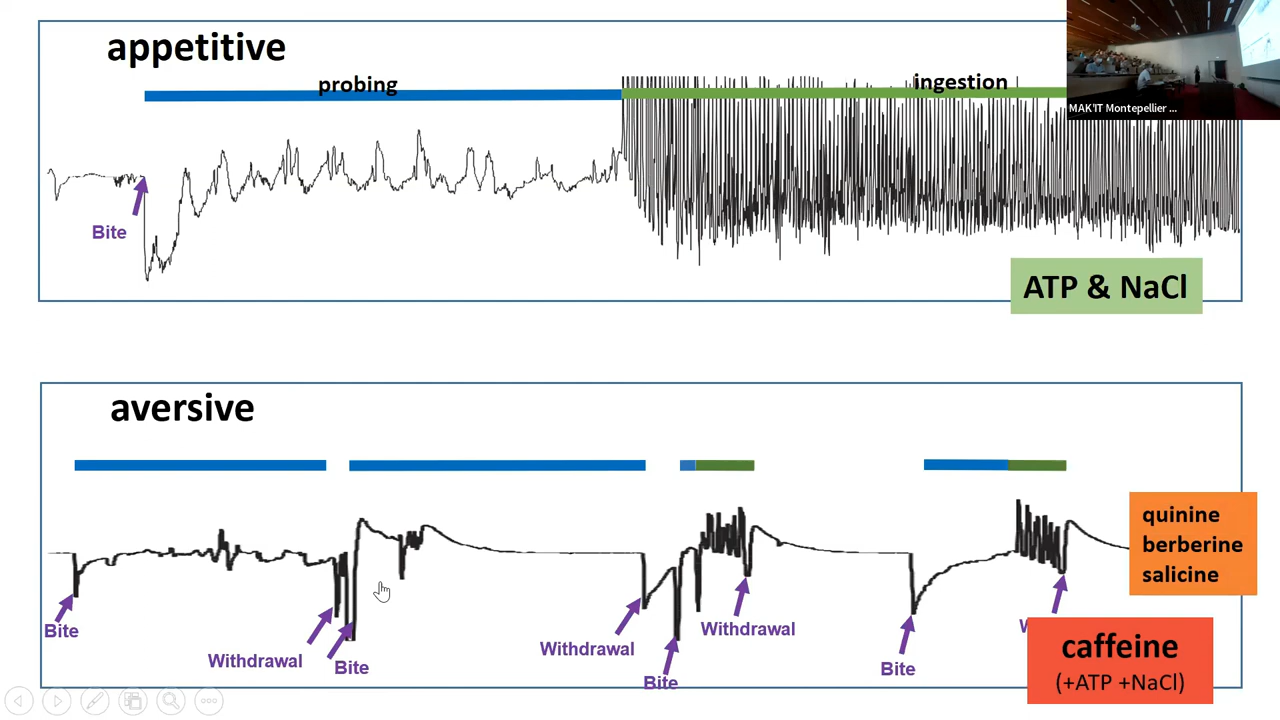 appetitive
probing
ingestion
MAK'IT Montepellier ...
Bite
ATP & NaCl
aversive
quinine
berberine
salicine
Bite
Withdrawal
Bite
Withdrawal
Bite
Withdrawal
Bite
W
caffeine
(+ATP +NaCl)